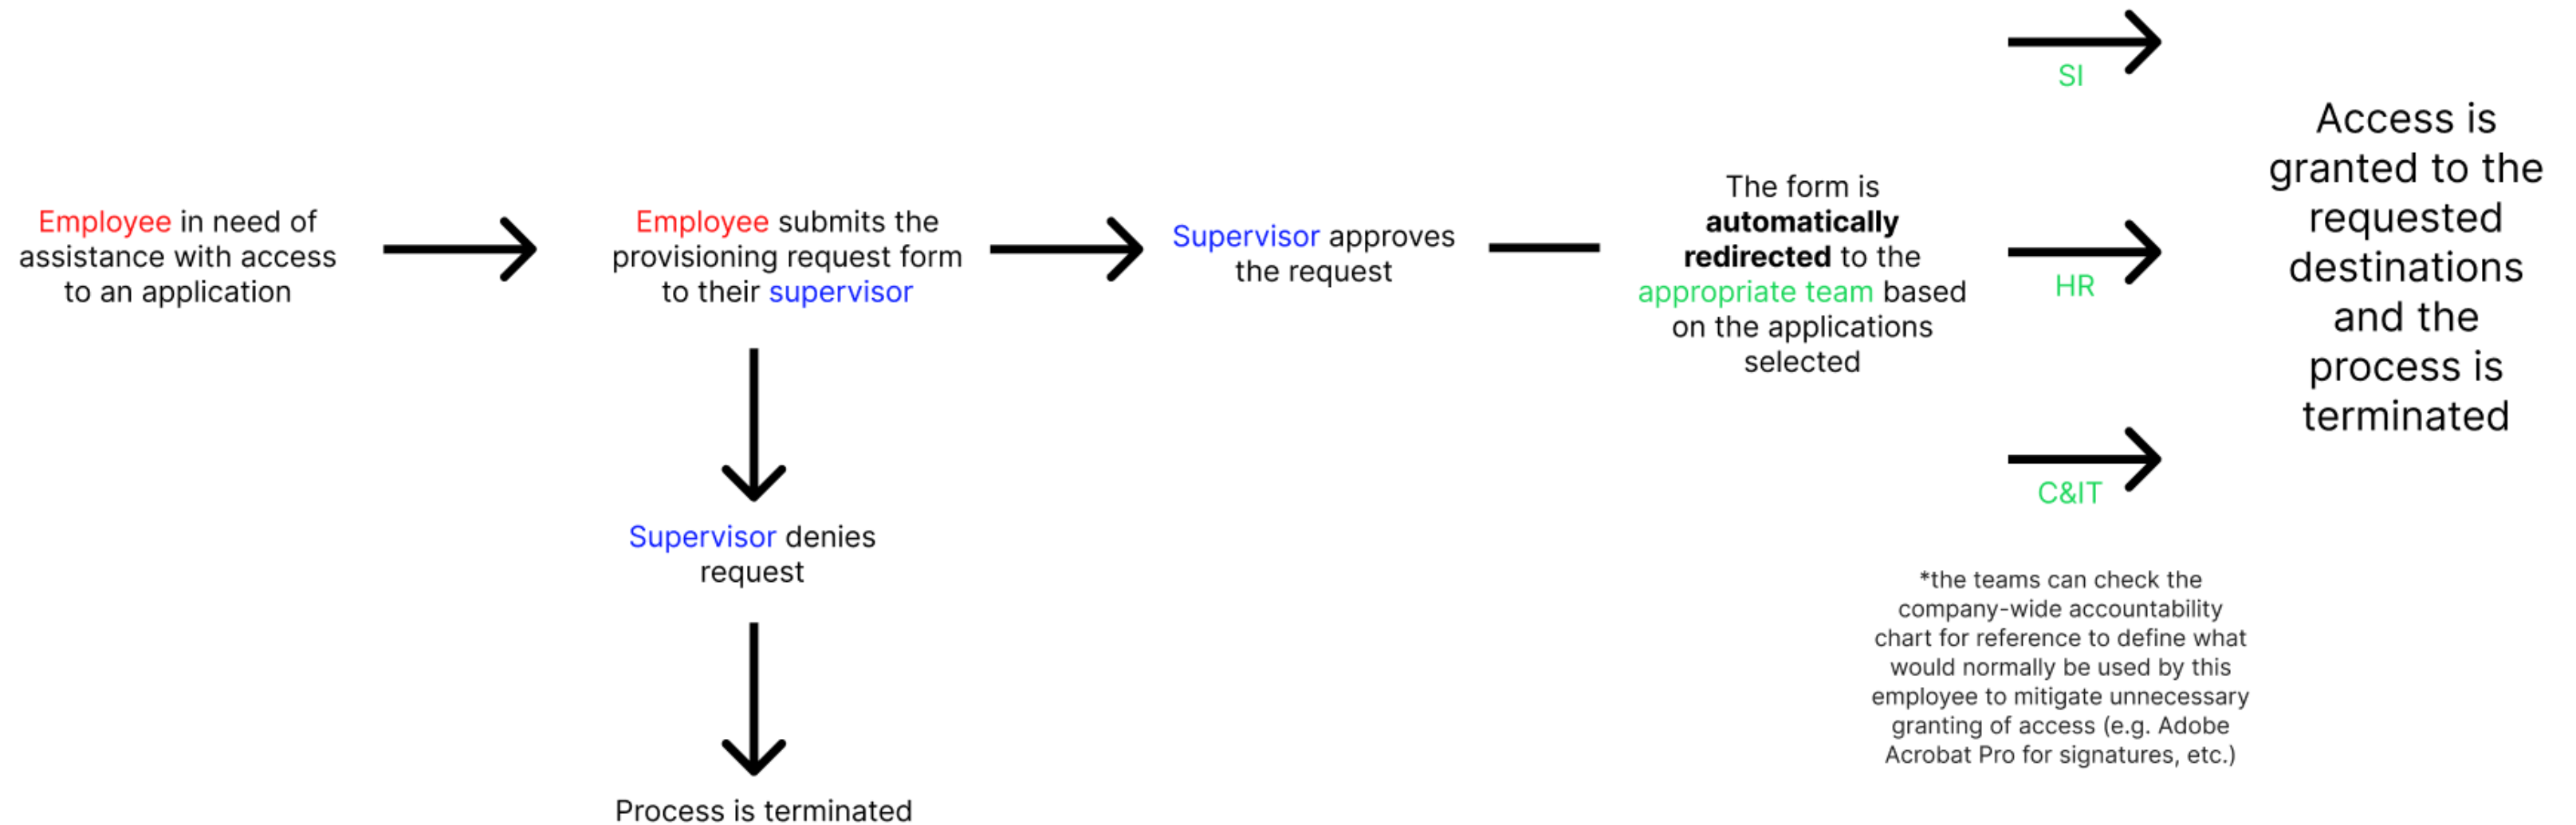 Employee in need of
assistance with access
to an application
Employee submits the
provisioning request form
to their supervisor
Supervisor denies
request
Process is terminated
Supervisor approves
the request
The form is
automatically
redirected to the
appropriate team based
on the applications
selected
SI
HR
C&IT
*the teams can check the
company-wide accountability
chart for reference to define what
would normally be used by this
employee to mitigate unnecessary
granting of access (e.g. Adobe
Acrobat Pro for signatures, etc.)
Access is
granted to the
requested
destinations
and the
process is
terminated